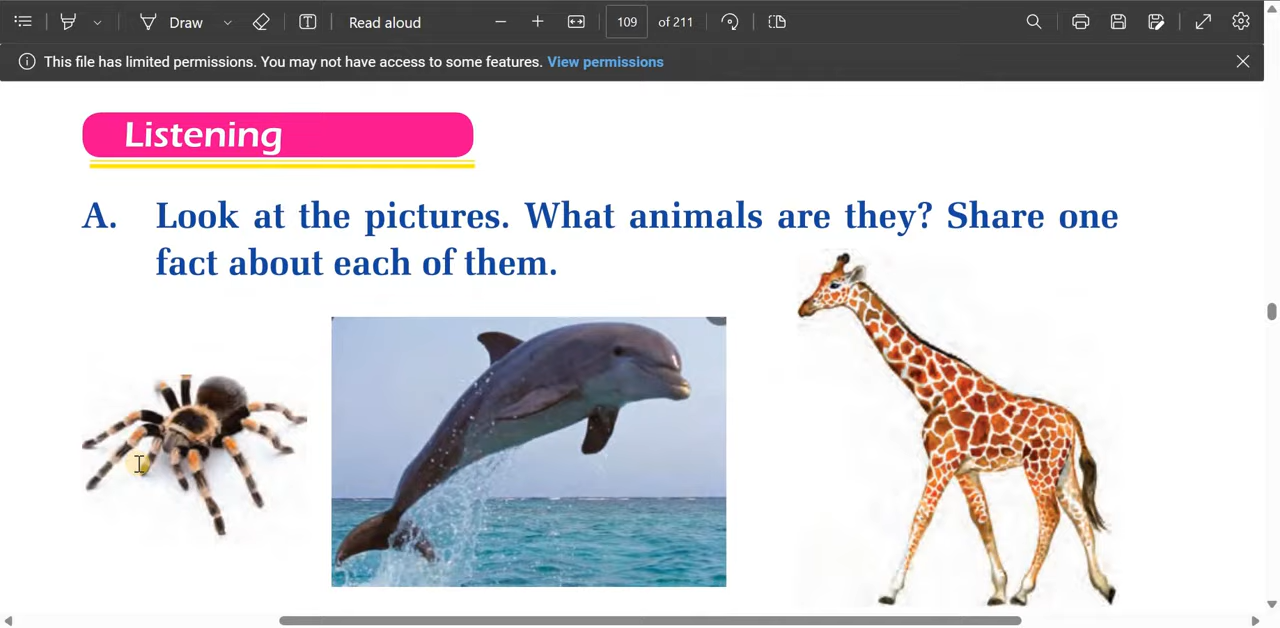 Draw Read aloud 109 of 211
This file has limited permissions. You may not have access to some features. View permissions
Listening
A. Look at the pictures. What animals are they? Share one
fact about each of them.